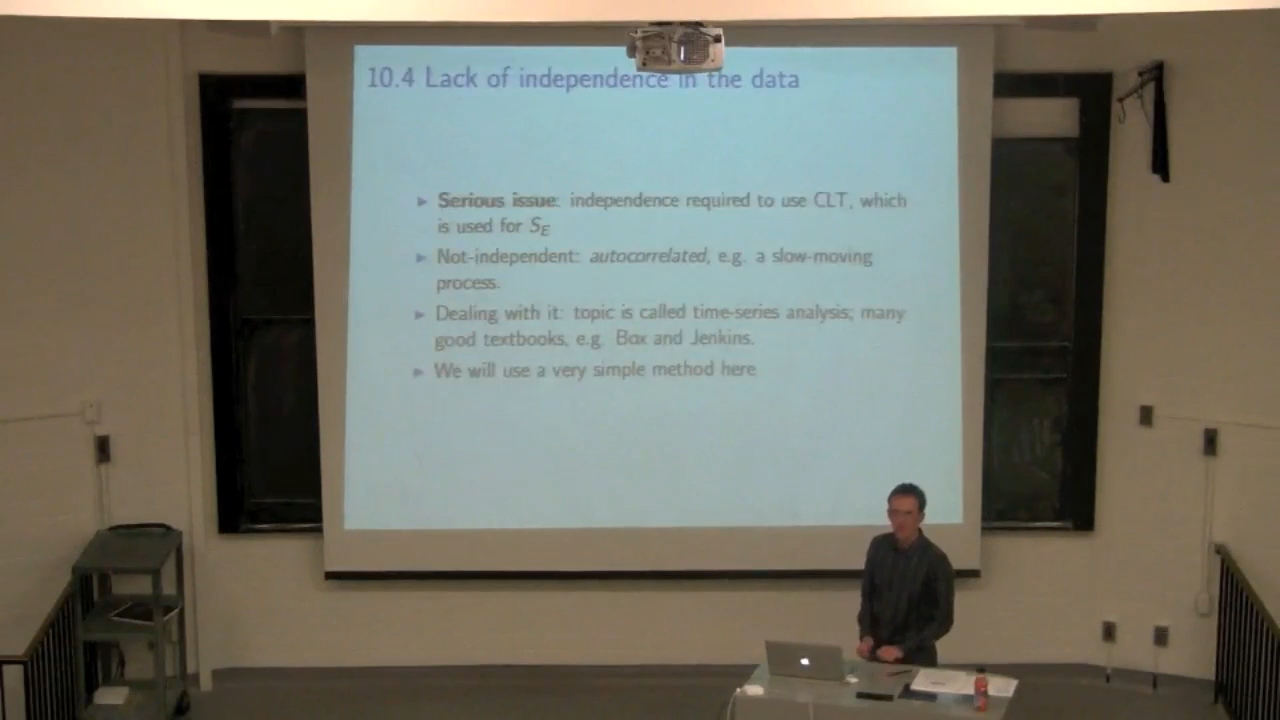 10.4 Lack of independence in the data
▶ Serious issue: independence required to use CLT, which
is used for S_E
▶ Not-independent: autocorrelated, e.g. a slow-moving
process.
▶ Dealing with it: topic is called time-series analysis; many
good textbooks, e.g. Box and Jenkins.
▶ We will use a very simple method here